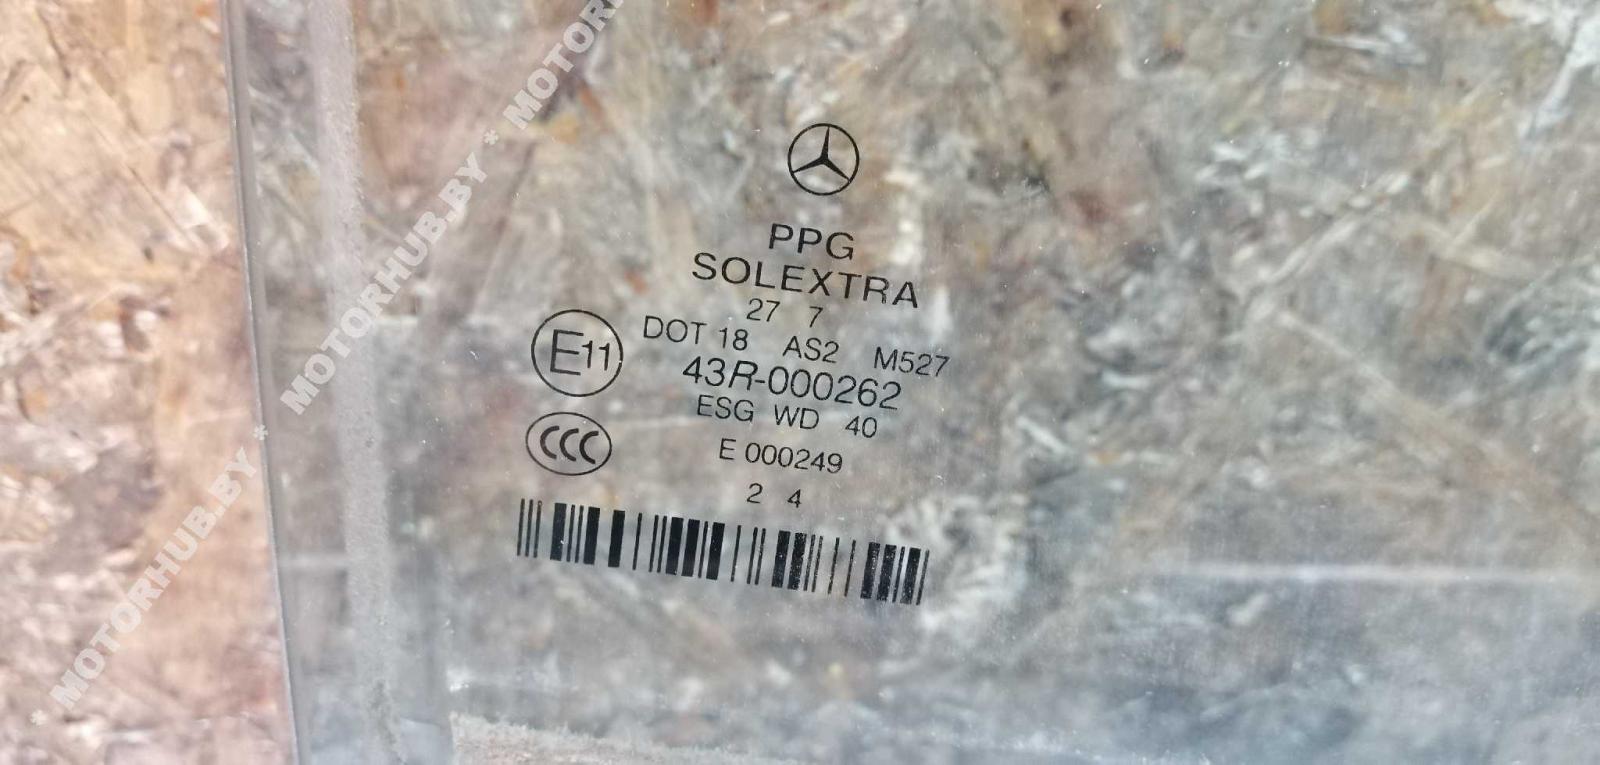 PPG
SOLEXTRA
27 7
DOT 18 AS2 M527
E11
43R-000262
ESG WD 40
CCC
E 000249
2 4
MOTORHUB.BY * MOTORHUB.BY * MOTORHUB
* MOTORHUB.BY *